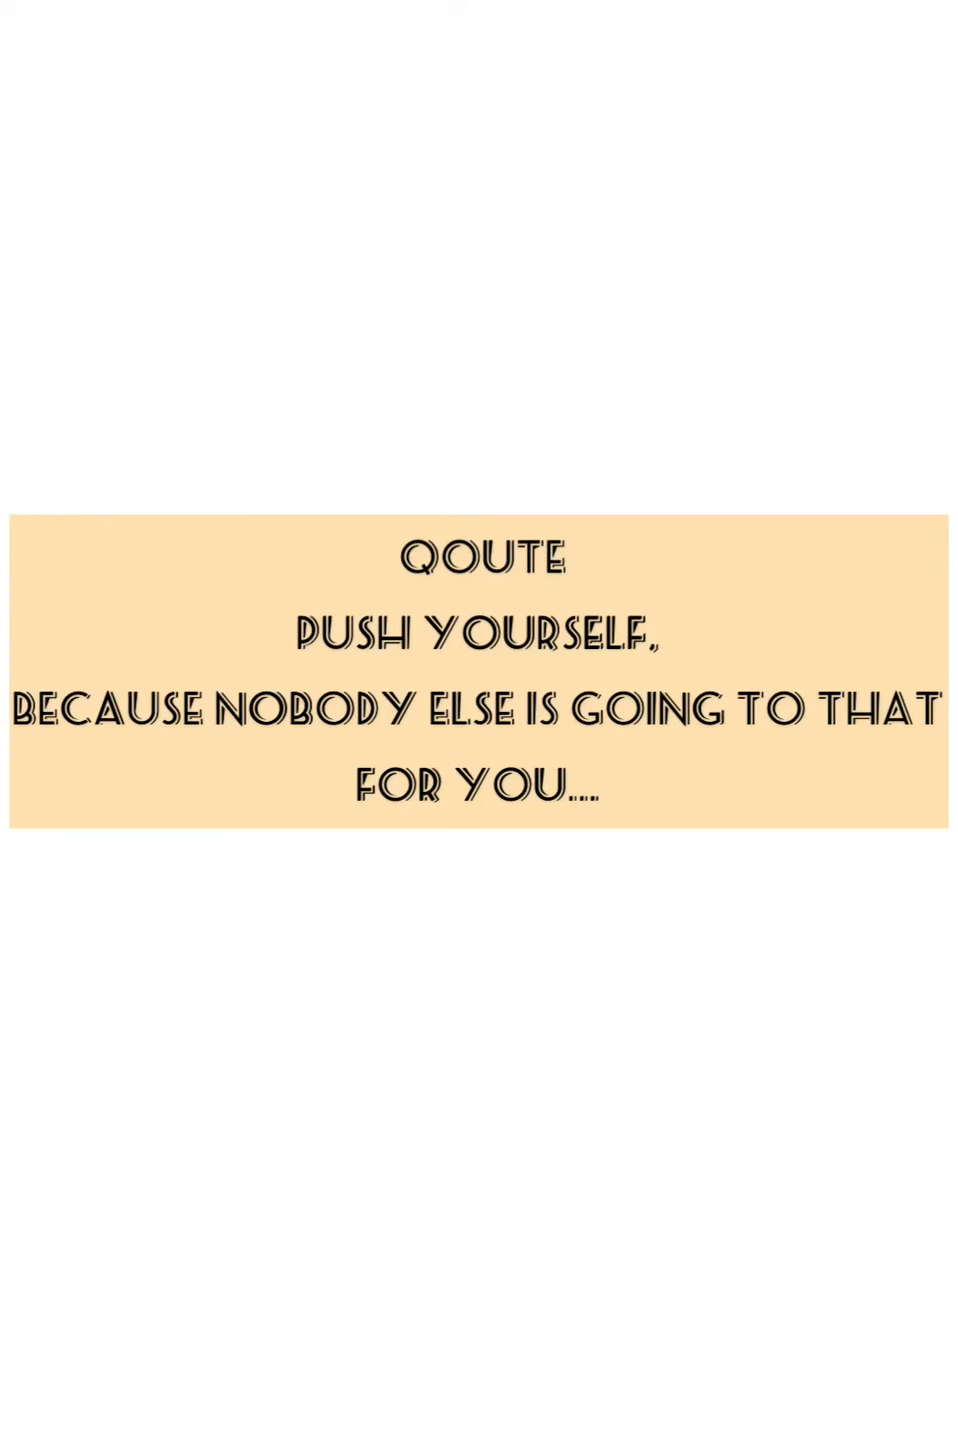 QOUTE
PUSH YOURSELF,
BECAUSE NOBODY ELSE IS GOING TO THAT
FOR YOU....